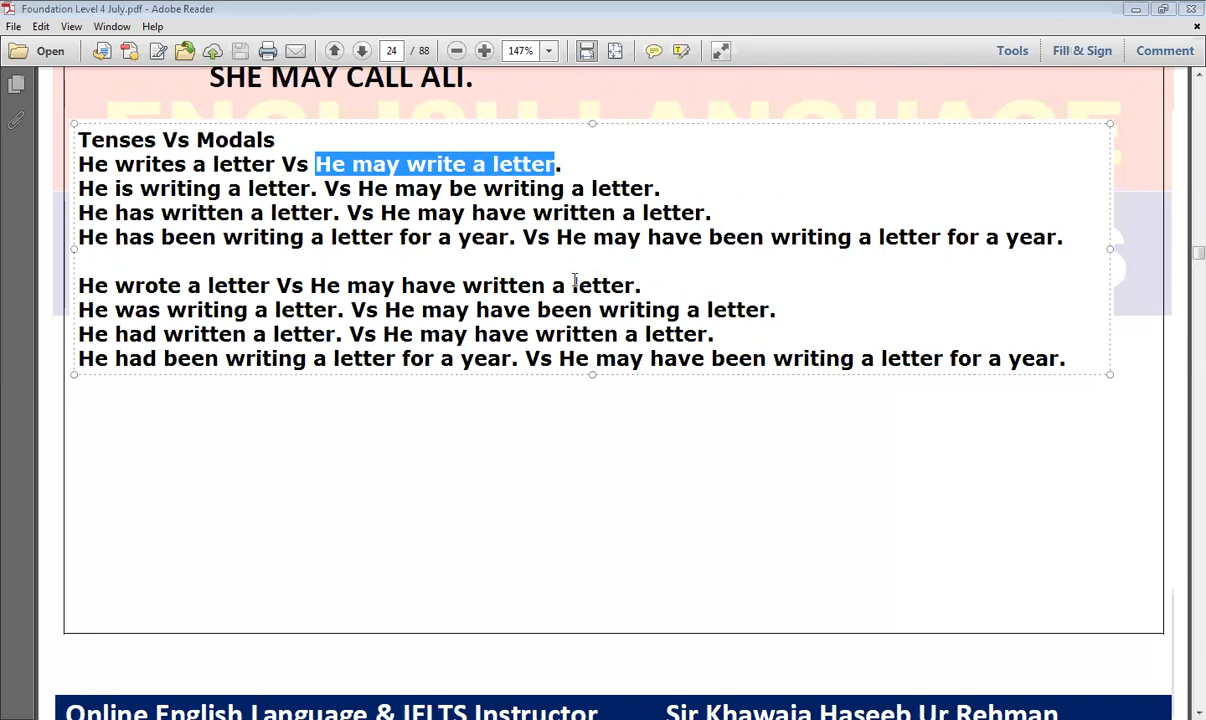 Foundation Level 4 July.pdf - Adobe Reader
File Edit View Window Help
Open 24 / 88 147% Tools Fill & Sign Comment
SHE MAY CALL ALI.
ENGLISH LANGUAGE
Tenses Vs Modals
He writes a letter Vs He may write a letter.
He is writing a letter. Vs He may be writing a letter.
He has written a letter. Vs He may have written a letter.
He has been writing a letter for a year. Vs He may have been writing a letter for a year.
He wrote a letter Vs He may have written a letter.
He was writing a letter. Vs He may have been writing a letter.
He had written a letter. Vs He may have written a letter.
He had been writing a letter for a year. Vs He may have been writing a letter for a year.
Online English Language & IELTS Instructor Sir Khawaja Haseeb Ur Rehman